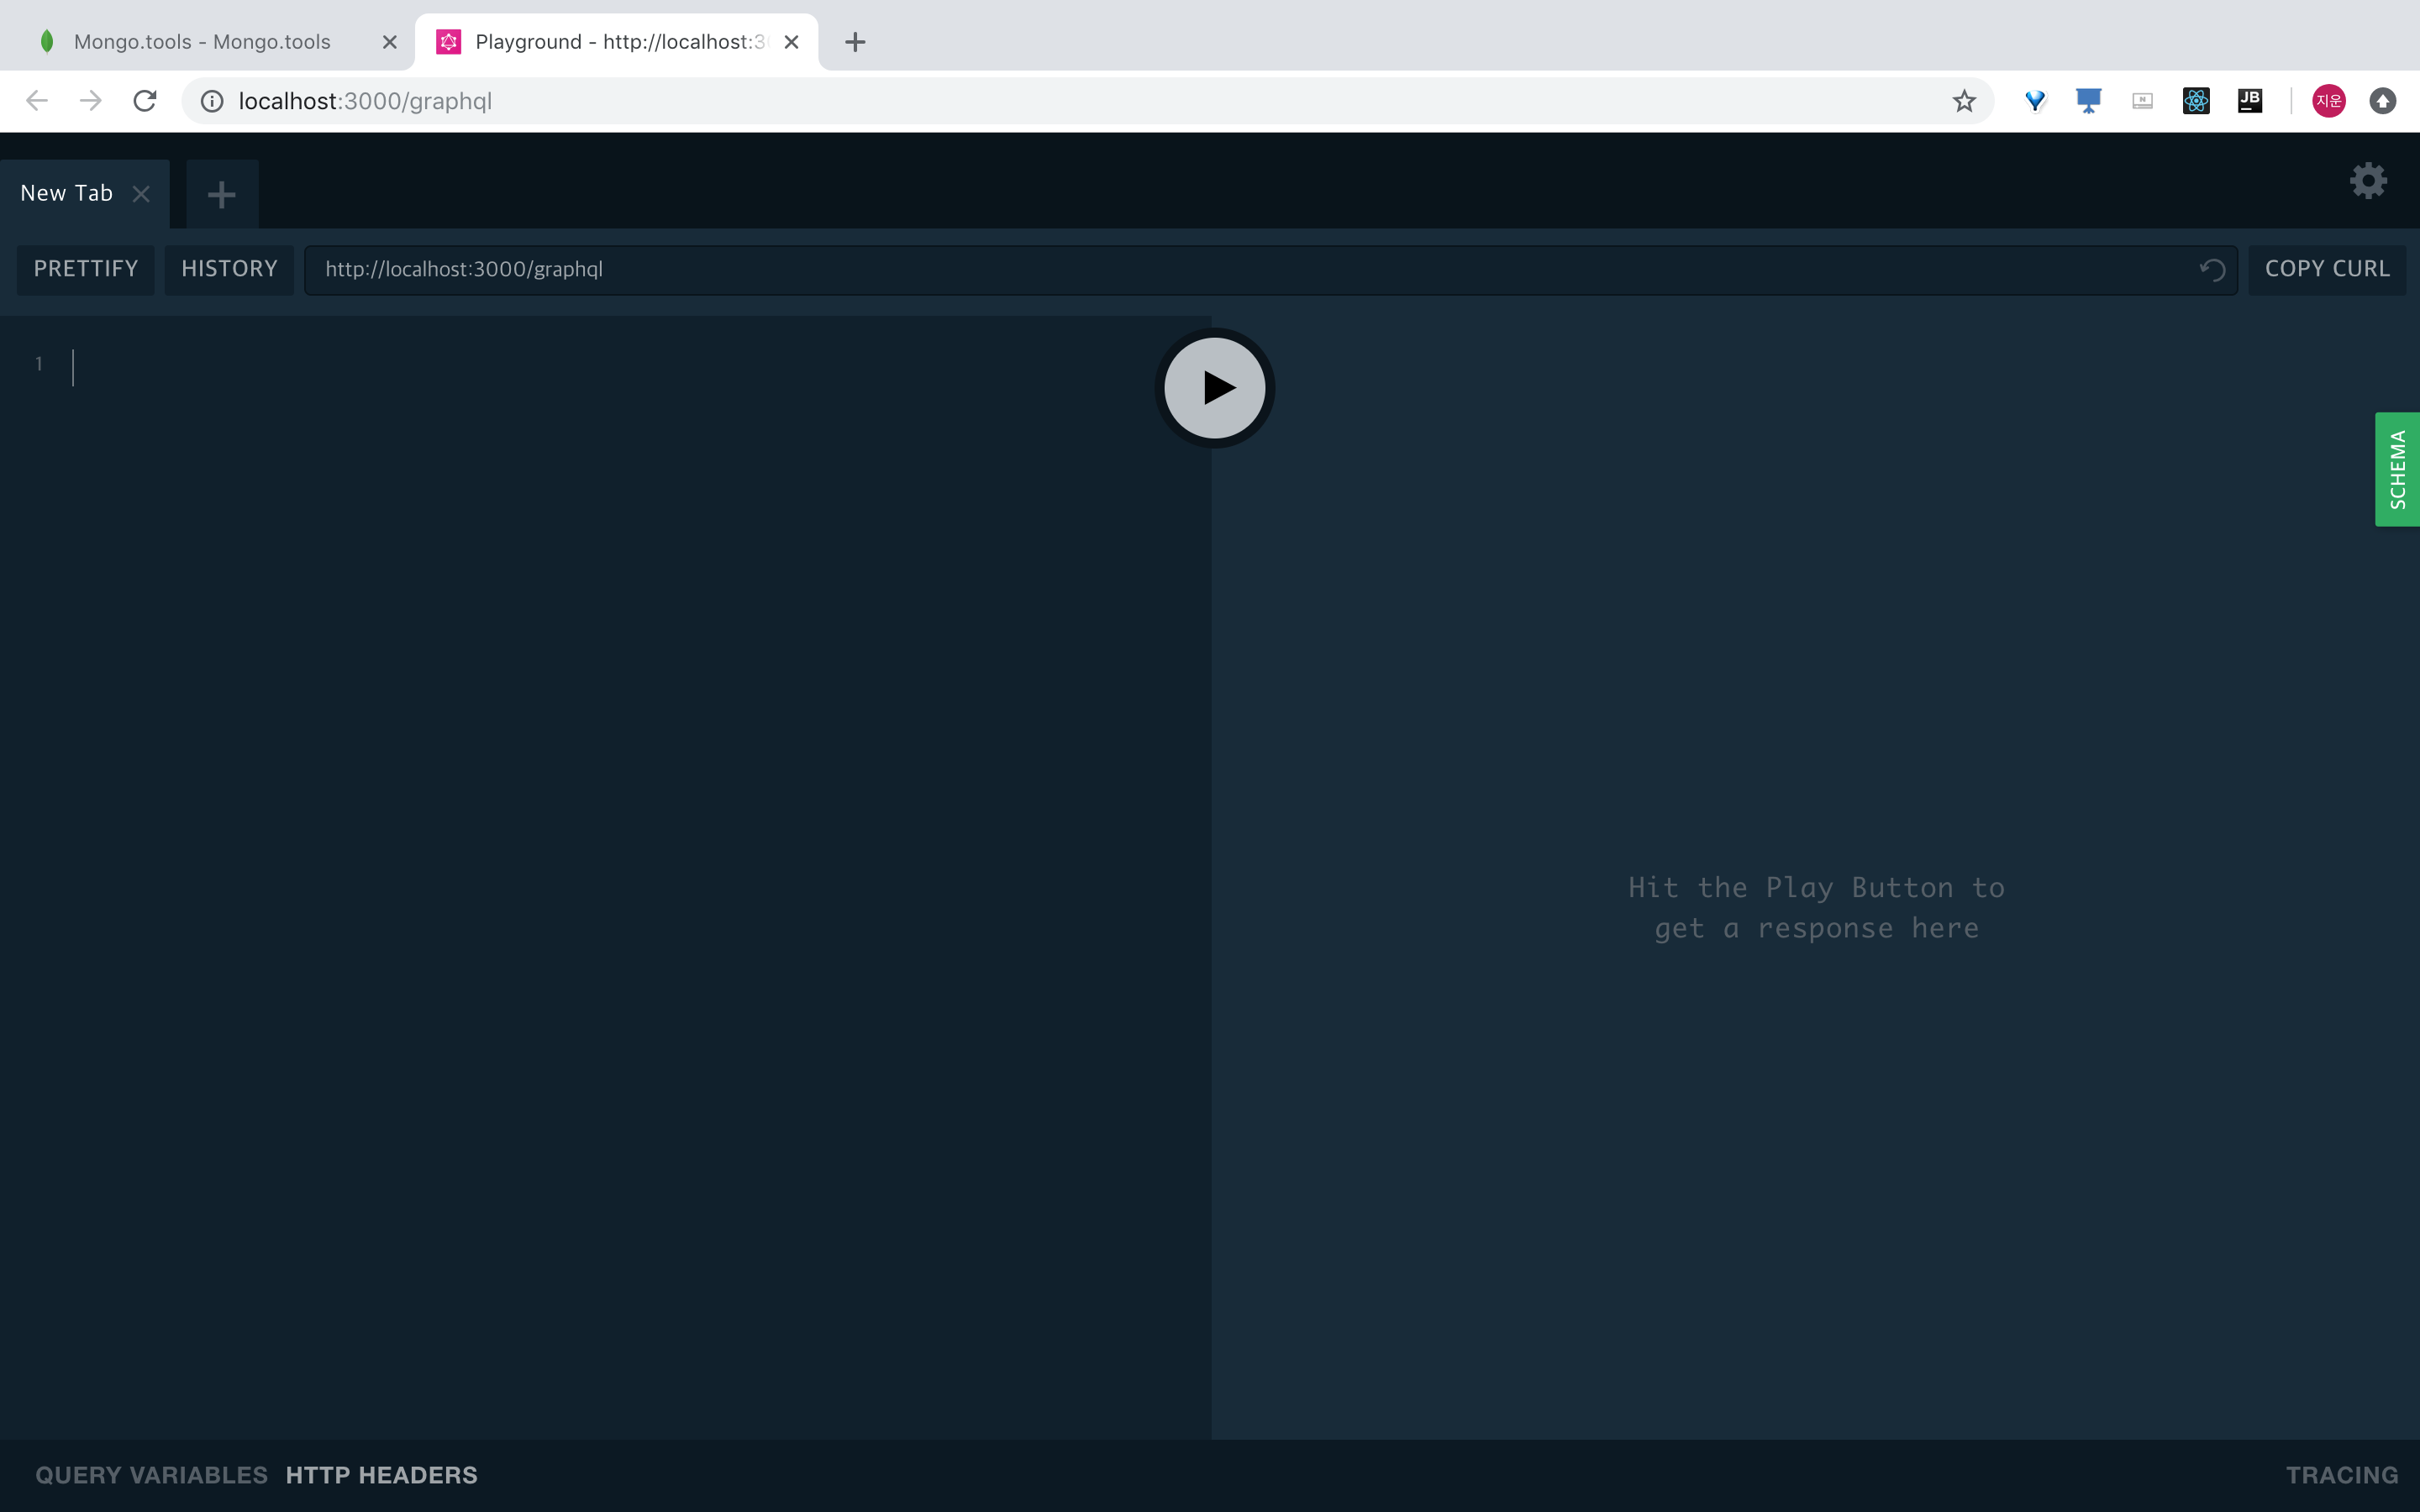 Mongo.tools - Mongo.tools
Playground - http://localhost:3
localhost:3000/graphql
JB
지운
New Tab
PRETTIFY
HISTORY
http://localhost:3000/graphql
COPY CURL
1
SCHEMA
Hit the Play Button to
get a response here
QUERY VARIABLES
HTTP HEADERS
TRACING